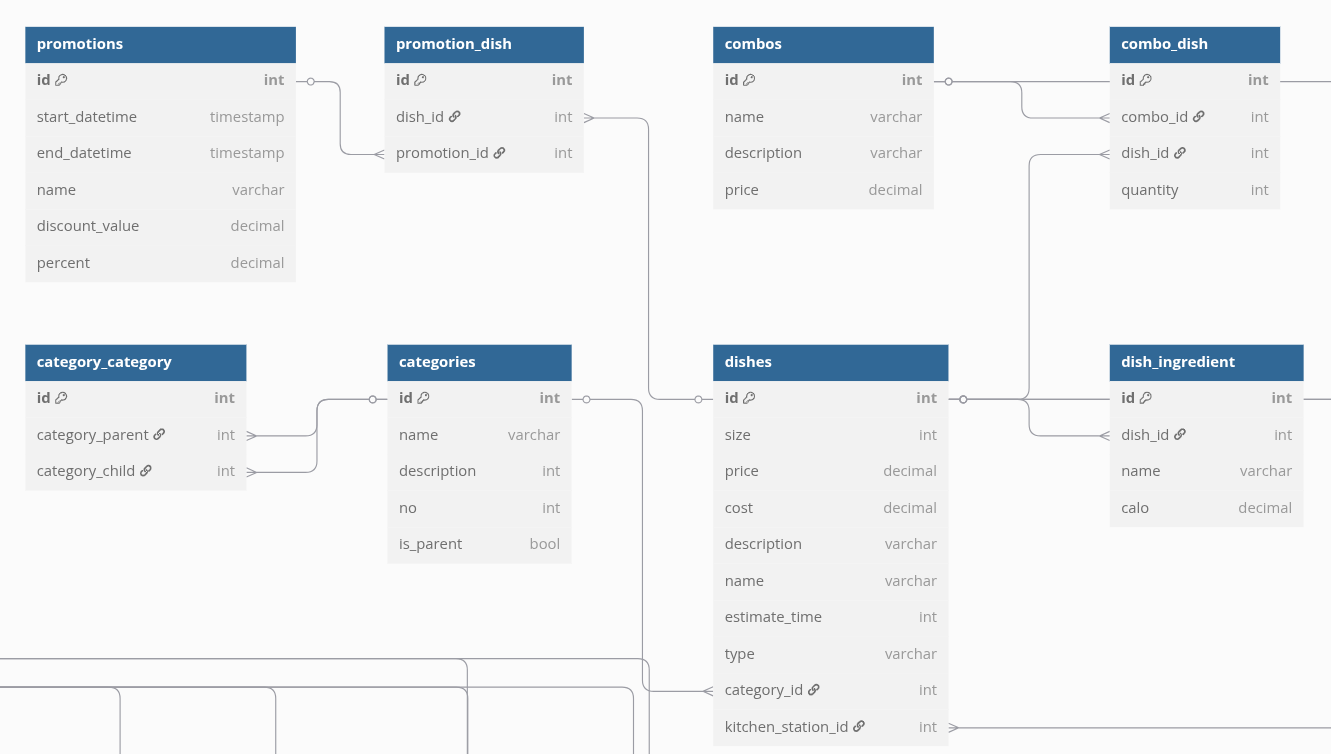 promotions
id int
start_datetime timestamp
end_datetime timestamp
name varchar
discount_value decimal
percent decimal
promotion_dish
id int
dish_id int
promotion_id int
combos
id int
name varchar
description varchar
price decimal
combo_dish
id int
combo_id int
dish_id int
quantity int
category_category
id int
category_parent int
category_child int
categories
id int
name varchar
description int
no int
is_parent bool
dishes
id int
size int
price decimal
cost decimal
description varchar
name varchar
estimate_time int
type varchar
category_id int
kitchen_station_id int
dish_ingredient
id int
dish_id int
name varchar
calo decimal